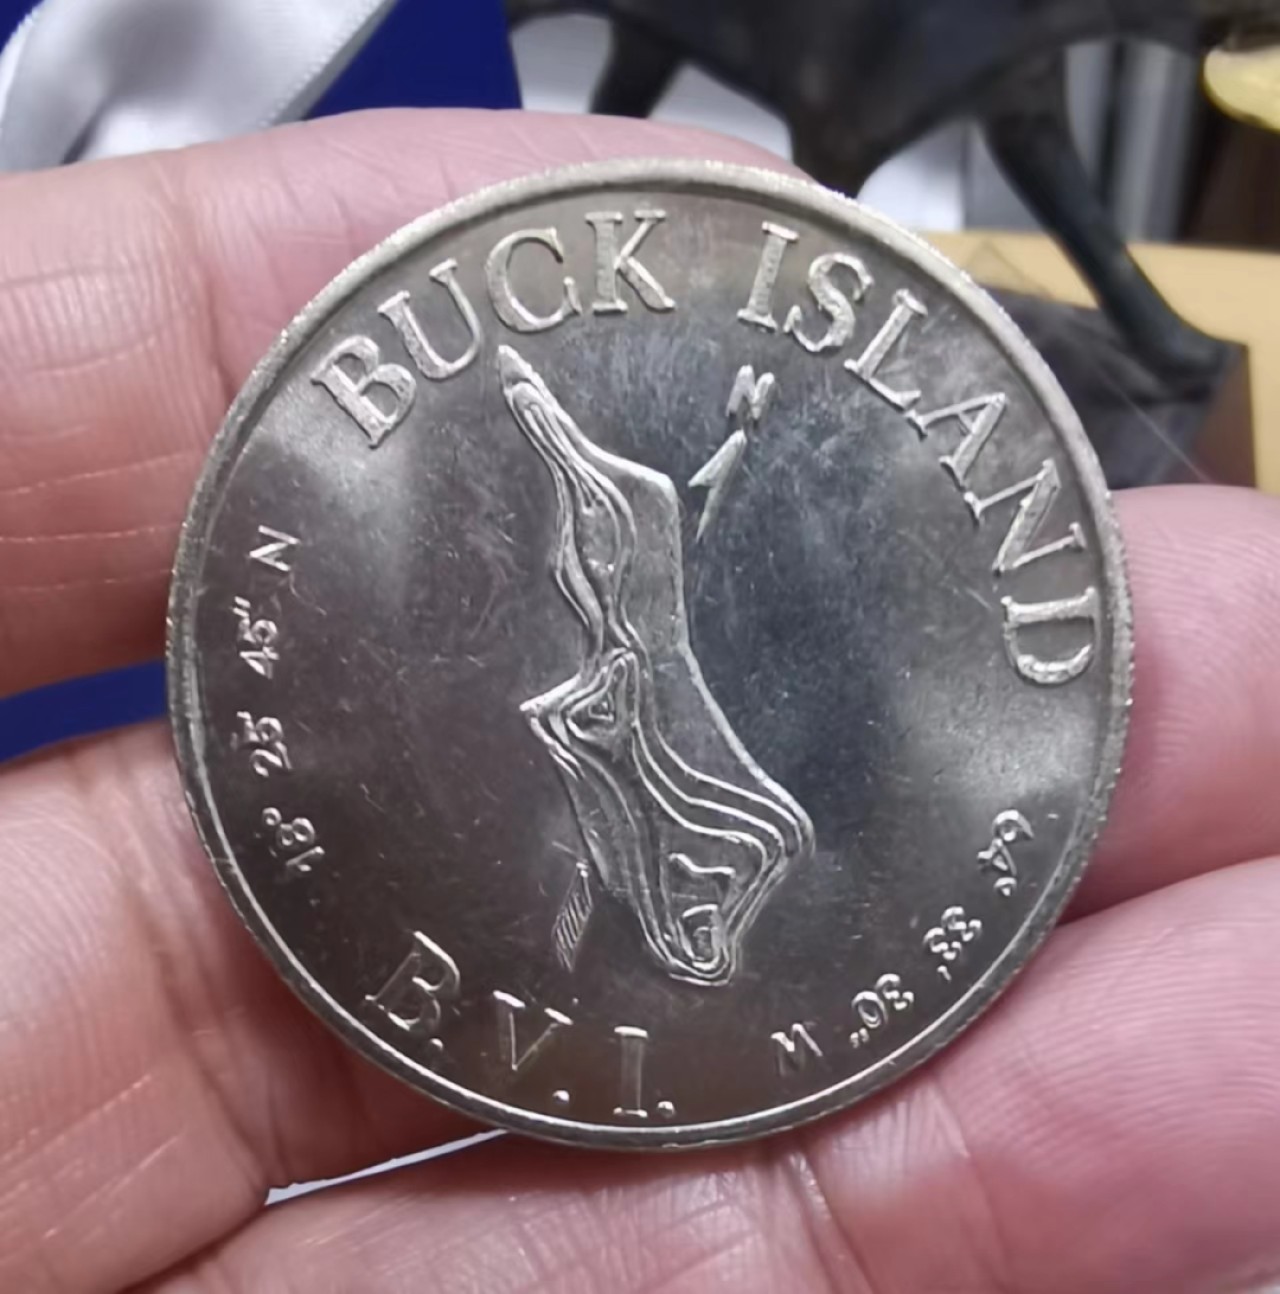 BUCK ISLAND
N
18° 25' 45" N
64° 33' 30" W
B.V.I.